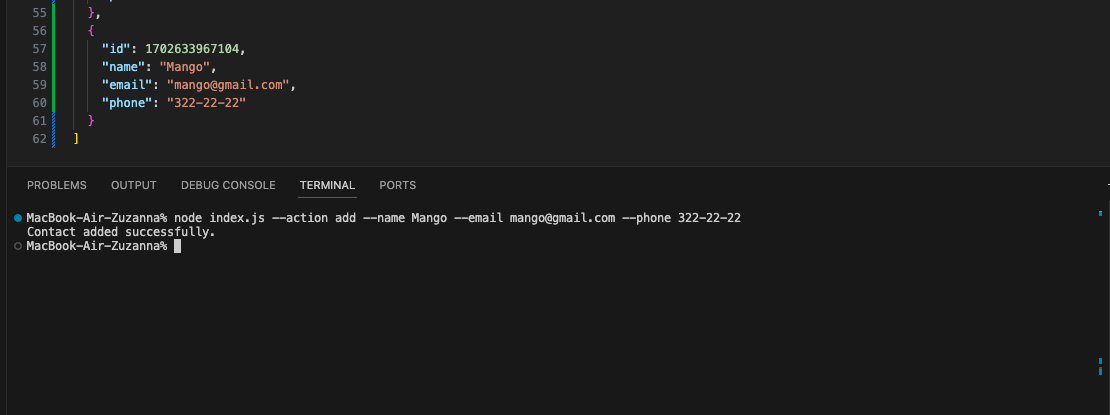 55 },
56 {
57 "id": 1702633967104,
58 "name": "Mango",
59 "email": "mango@gmail.com",
60 "phone": "322-22-22"
61 }
62 ]
PROBLEMS OUTPUT DEBUG CONSOLE TERMINAL PORTS
MacBook-Air-Zuzanna% node index.js --action add --name Mango --email mango@gmail.com --phone 322-22-22
Contact added successfully.
MacBook-Air-Zuzanna%